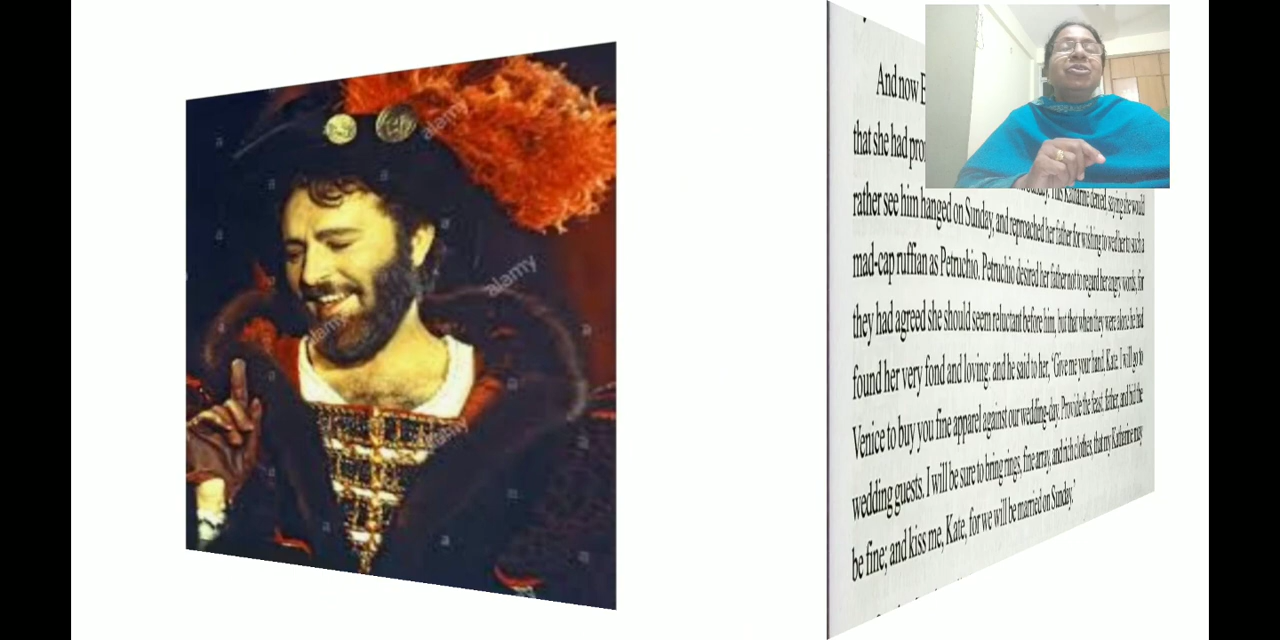 And now
that she had
rather see him hanged on Sunday, and reproached her father for wishing to wed her to such a
mad-cap ruffian as Petruchio. Petruchio desired her father not to regard her angry words, for
they had agreed she should seem reluctant before him, but that when they were alone he had
found her very fond and loving; and he said to her, 'Give me your hand, Kate. I will go to
Venice to buy you fine apparel against our wedding-day. Provide the feast, father, and bid the
wedding guests. I will be sure to bring rings, fine array, and rich clothes, that my Katharine may
be fine; and kiss me, Kate, for we will be married on Sunday.'
alamy
alamy
alamy
alamy